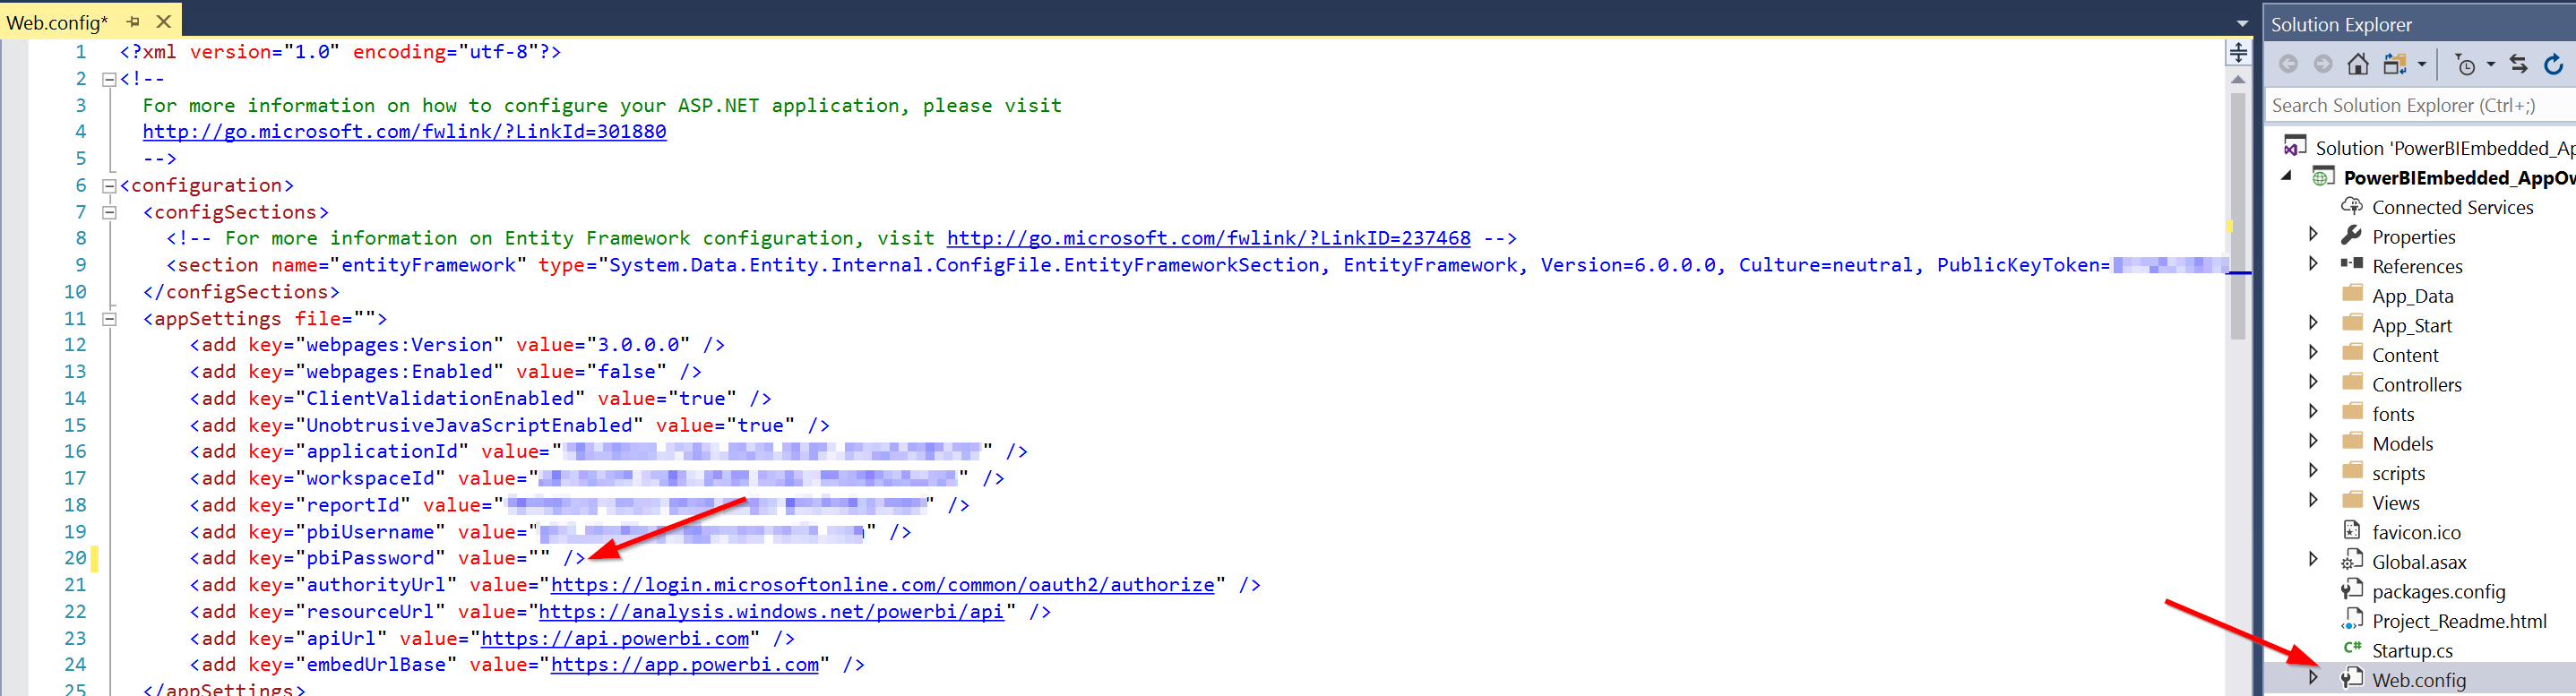 Web.config*
1 <?xml version="1.0" encoding="utf-8"?>
2 <!--
3 For more information on how to configure your ASP.NET application, please visit
4 http://go.microsoft.com/fwlink/?LinkId=301880
5 -->
6 <configuration>
7 <configSections>
8 <!-- For more information on Entity Framework configuration, visit http://go.microsoft.com/fwlink/?LinkID=237468 -->
9 <section name="entityFramework" type="System.Data.Entity.Internal.ConfigFile.EntityFrameworkSection, EntityFramework, Version=6.0.0.0, Culture=neutral, PublicKeyToken=
10 </configSections>
11 <appSettings file="">
12 <add key="webpages:Version" value="3.0.0.0" />
13 <add key="webpages:Enabled" value="false" />
14 <add key="ClientValidationEnabled" value="true" />
15 <add key="UnobtrusiveJavaScriptEnabled" value="true" />
16 <add key="applicationId" value="" />
17 <add key="workspaceId" value="" />
18 <add key="reportId" value="" />
19 <add key="pbiUsername" value="" />
20 <add key="pbiPassword" value="" />
21 <add key="authorityUrl" value="https://login.microsoftonline.com/common/oauth2/authorize" />
22 <add key="resourceUrl" value="https://analysis.windows.net/powerbi/api" />
23 <add key="apiUrl" value="https://api.powerbi.com" />
24 <add key="embedUrlBase" value="https://app.powerbi.com" />
25 </appSettings>
Solution Explorer
Search Solution Explorer (Ctrl+;)
Solution 'PowerBIEmbedded_Ap
PowerBIEmbedded_AppOw
Connected Services
Properties
References
App_Data
App_Start
Content
Controllers
fonts
Models
scripts
Views
favicon.ico
Global.asax
packages.config
Project_Readme.html
C# Startup.cs
Web.config